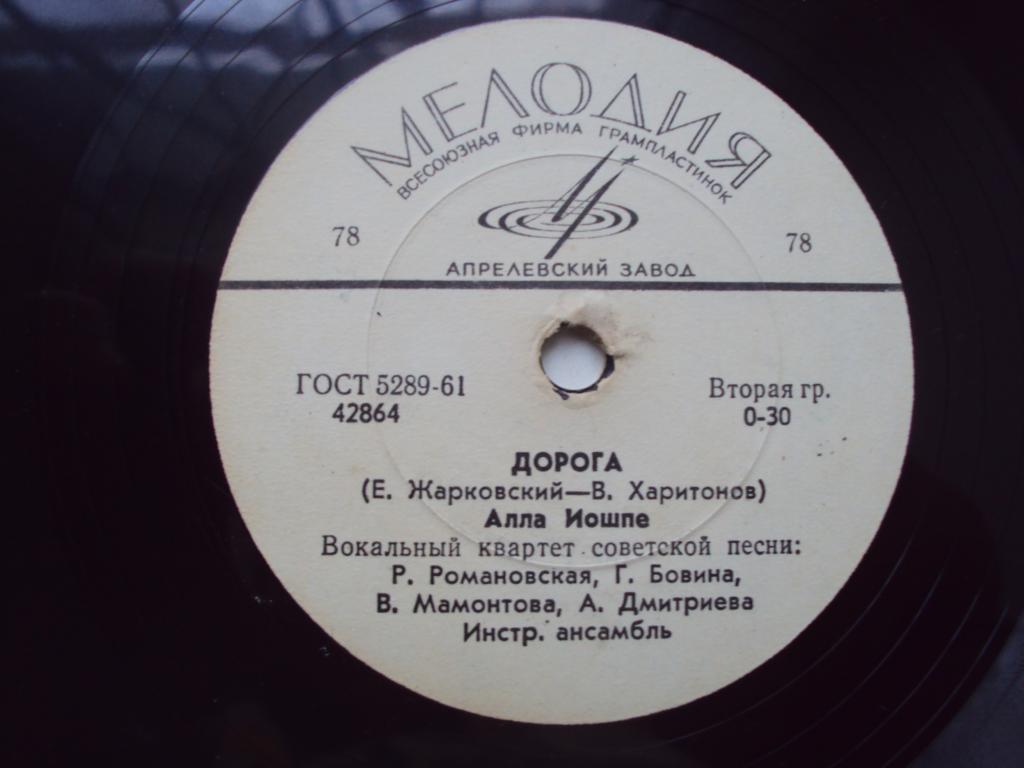 МЕЛОДИЯ
ВСЕСОЮЗНАЯ ФИРМА ГРАМПЛАСТИНОК
78 78
АПРЕЛЕВСКИЙ ЗАВОД
ГОСТ 5289-61 Вторая гр.
42864 0-30
ДОРОГА
(Е. Жарковский—В. Харитонов)
Алла Иошпе
Вокальный квартет советской песни:
Р. Романовская, Г. Бовина,
В. Мамонтова, А. Дмитриева
Инстр. ансамбль